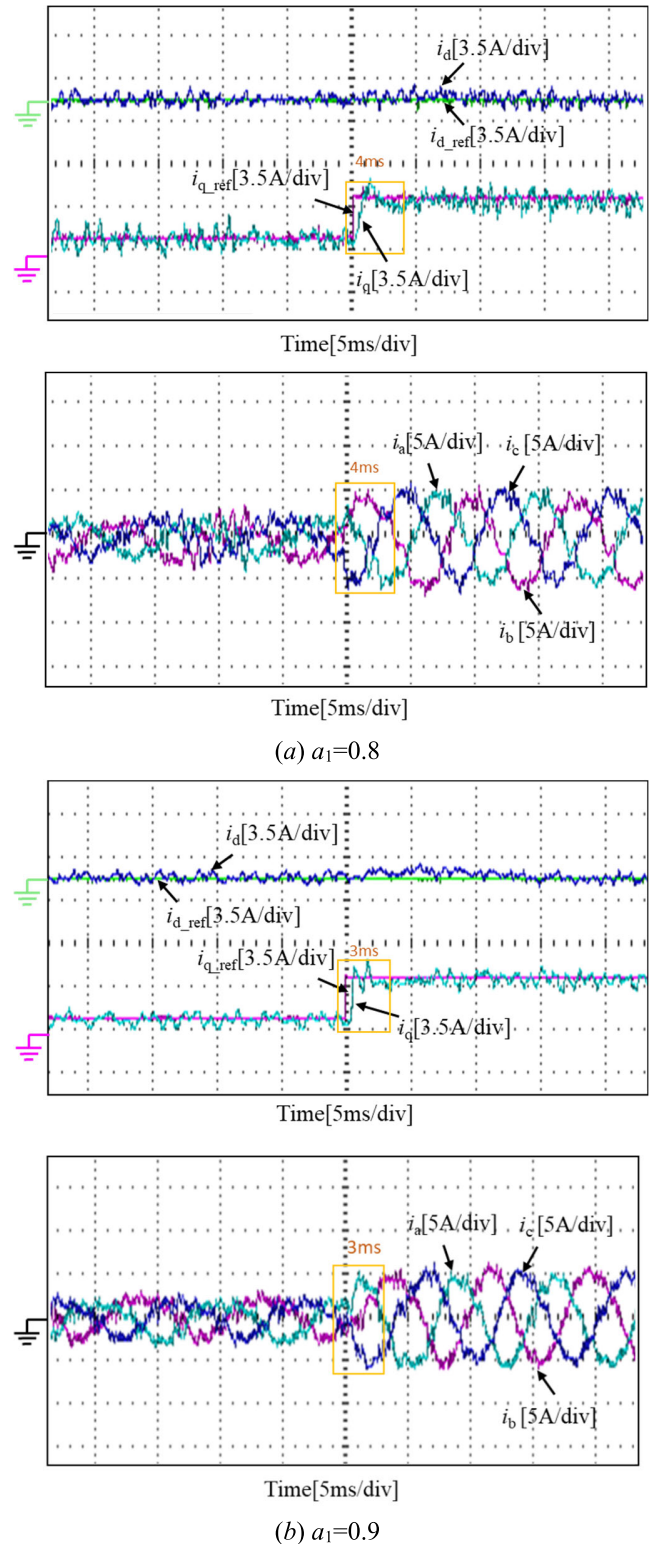 i_d[3.5A/div]
i_d_ref[3.5A/div]
4ms
i_q_ref[3.5A/div]
i_q[3.5A/div]
Time[5ms/div]
i_a[5A/div]
i_c[5A/div]
4ms
i_b[5A/div]
Time[5ms/div]
(a) a₁=0.8
i_d[3.5A/div]
i_d_ref[3.5A/div]
3ms
i_q_ref[3.5A/div]
i_q[3.5A/div]
Time[5ms/div]
i_a[5A/div]
i_c[5A/div]
3ms
i_b[5A/div]
Time[5ms/div]
(b) a₁=0.9